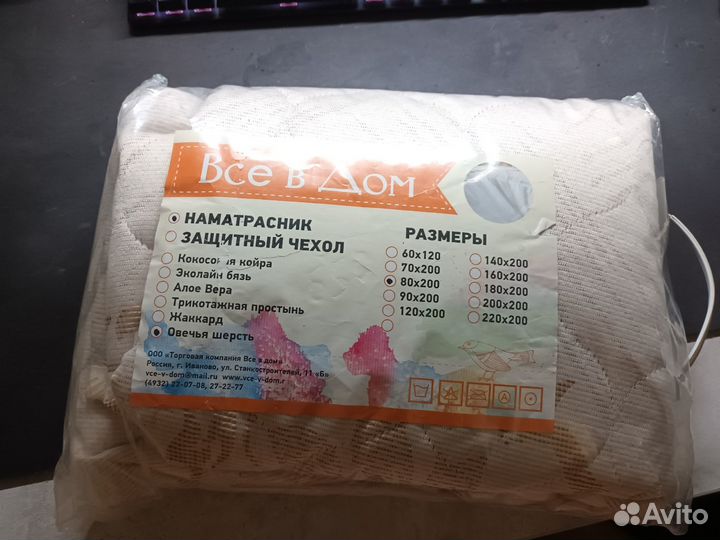 Все в Дом
НАМАТРАСНИК
ЗАЩИТНЫЙ ЧЕХОЛ
Кокосовая койра
Эколайн бязь
Алое Вера
Трикотажная простынь
Жаккард
Овечья шерсть
РАЗМЕРЫ
60х120
70х200
80х200
90х200
120х200
140х200
160х200
180х200
200х200
220х200
ООО «Торговая компания Все в дом»
Россия, г. Иваново, ул. Станкостроителей, 11 «Б»
vce-v-dom@mail.ru www.vce-v-dom.r
(4932) 22-07-08, 27-22-77
A
Avito